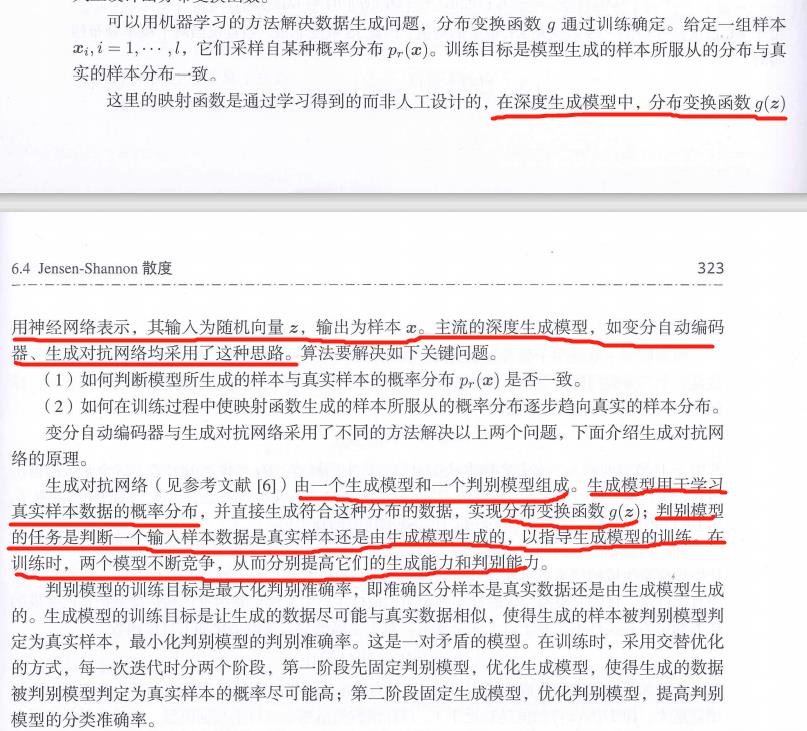 可以用机器学习的方法解决数据生成问题，分布变换函数 g 通过训练确定。给定一组样本
xᵢ, i = 1, ⋯, l，它们采样自某种概率分布 pᵣ(x)。训练目标是模型生成的样本所服从的分布与真
实的样本分布一致。
这里的映射函数是通过学习得到的而非人工设计的，在深度生成模型中，分布变换函数 g(z)
6.4 Jensen-Shannon 散度 323
用神经网络表示，其输入为随机向量 z，输出为样本 x。主流的深度生成模型，如变分自动编码
器、生成对抗网络均采用了这种思路。算法要解决如下关键问题。
（1）如何判断模型所生成的样本与真实样本的概率分布 pᵣ(x) 是否一致。
（2）如何在训练过程中使映射函数生成的样本所服从的概率分布逐步趋向真实的样本分布。
变分自动编码器与生成对抗网络采用了不同的方法解决以上两个问题，下面介绍生成对抗网
络的原理。
生成对抗网络（见参考文献 [6]）由一个生成模型和一个判别模型组成。生成模型用于学习
真实样本数据的概率分布，并直接生成符合这种分布的数据，实现分布变换函数 g(z)；判别模型
的任务是判断一个输入样本数据是真实样本还是由生成模型生成的，以指导生成模型的训练。在
训练时，两个模型不断竞争，从而分别提高它们的生成能力和判别能力。
判别模型的训练目标是最大化判别准确率，即准确区分样本是真实数据还是由生成模型生成
的。生成模型的训练目标是让生成的数据尽可能与真实数据相似，使得生成的样本被判别模型判
定为真实样本，最小化判别模型的判别准确率。这是一对矛盾的模型。在训练时，采用交替优化
的方式，每一次迭代时分两个阶段，第一阶段先固定判别模型，优化生成模型，使得生成的数据
被判别模型判定为真实样本的概率尽可能高；第二阶段固定生成模型，优化判别模型，提高判别
模型的分类准确率。